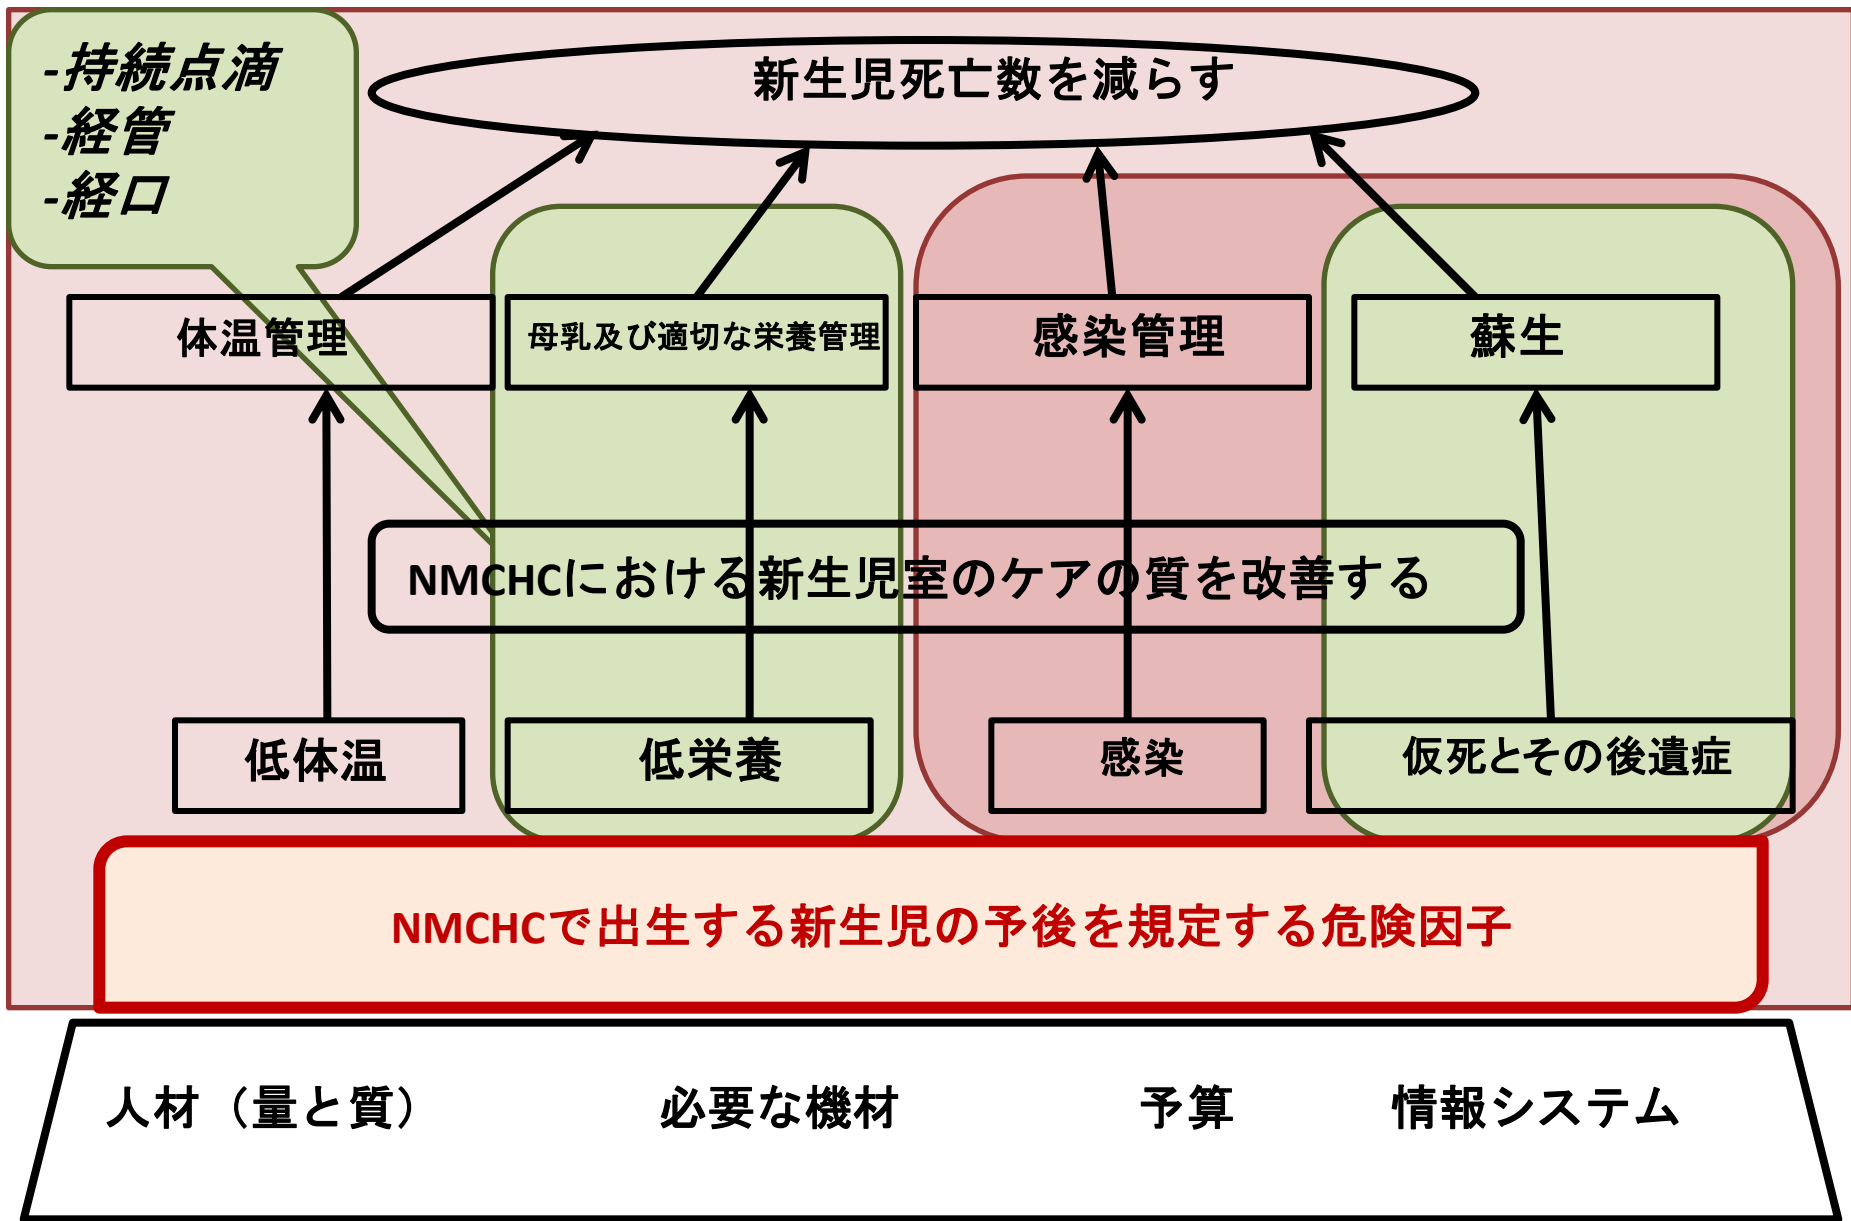 -持続点滴
-経管
-経口
新生児死亡数を減らす
体温管理
母乳及び適切な栄養管理
感染管理
蘇生
NMCHCにおける新生児室のケアの質を改善する
低体温
低栄養
感染
仮死とその後遺症
NMCHCで出生する新生児の予後を規定する危険因子
人材（量と質）
必要な機材
予算
情報システム